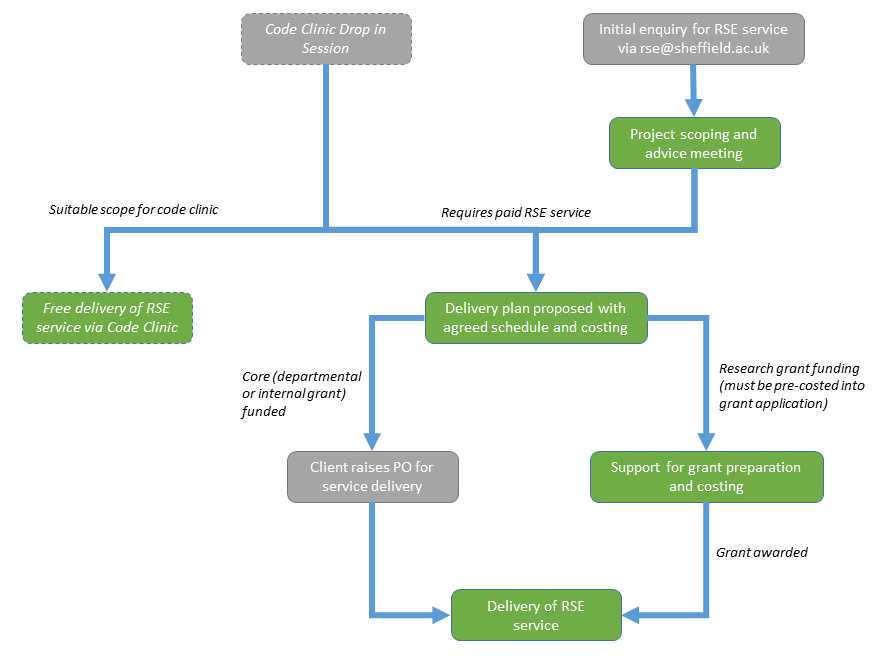 Code Clinic Drop in
Session
Initial enquiry for RSE service
via rse@sheffield.ac.uk
Project scoping and
advice meeting
Suitable scope for code clinic
Requires paid RSE service
Free delivery of RSE
service via Code Clinic
Delivery plan proposed with
agreed schedule and costing
Core (departmental
or internal grant)
funded
Research grant funding
(must be pre-costed into
grant application)
Client raises PO for
service delivery
Support for grant preparation
and costing
Grant awarded
Delivery of RSE
service